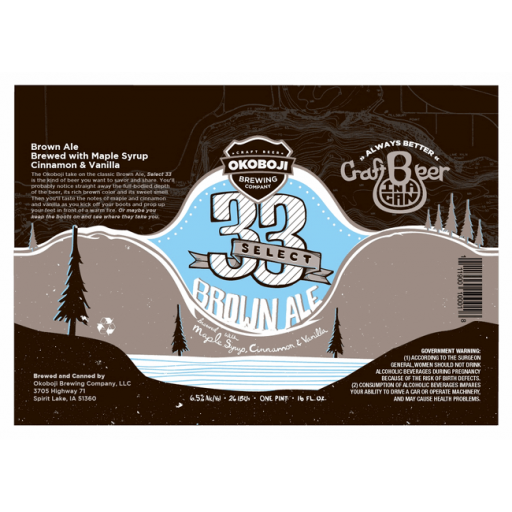 Brown Ale
Brewed with Maple Syrup
Cinnamon & Vanilla
The Okoboji take on the classic Brown Ale, Select 33
is the kind of beer you want to savor and share. You'll
probably notice straight away the full-bodied depth
of the beer, its rich brown color and its sweet smell.
Then you'll taste the notes of maple and cinnamon
and vanilla as you kick off your boots and prop up
your feet in front of a warm fire. Or maybe you
keep the boots on and see where they take you.
CRAFT BEER
OKOBOJI
BREWING
COMPANY
33
SELECT
BROWN ALE
brewed with
Maple Syrup, Cinnamon & Vanilla
"ALWAYS BETTER"
Craft Beer
IN A
CAN
Brewed and Canned by
Okoboji Brewing Company, LLC
3705 Highway 71
Spirit Lake, IA 51360
6.5% Alc/Vol • 26 IBUs • ONE PINT • 16 FL. OZ.
GOVERNMENT WARNING:
(1) ACCORDING TO THE SURGEON
GENERAL, WOMEN SHOULD NOT DRINK
ALCOHOLIC BEVERAGES DURING PREGNANCY
BECAUSE OF THE RISK OF BIRTH DEFECTS.
(2) CONSUMPTION OF ALCOHOLIC BEVERAGES IMPAIRS
YOUR ABILITY TO DRIVE A CAR OR OPERATE MACHINERY,
AND MAY CAUSE HEALTH PROBLEMS.